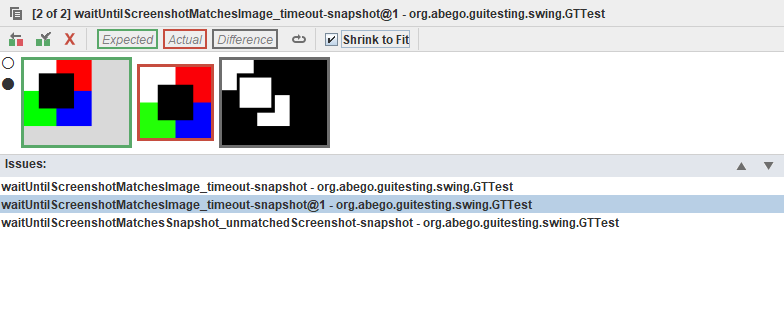 [2 of 2] waitUntilScreenshotMatchesImage_timeout-snapshot@1 - org.abego.guitesting.swing.GTTest
X Expected Actual Difference Shrink to Fit
Issues:
waitUntilScreenshotMatchesImage_timeout-snapshot - org.abego.guitesting.swing.GTTest
waitUntilScreenshotMatchesImage_timeout-snapshot@1 - org.abego.guitesting.swing.GTTest
waitUntilScreenshotMatchesSnapshot_unmatchedScreenshot-snapshot - org.abego.guitesting.swing.GTTest